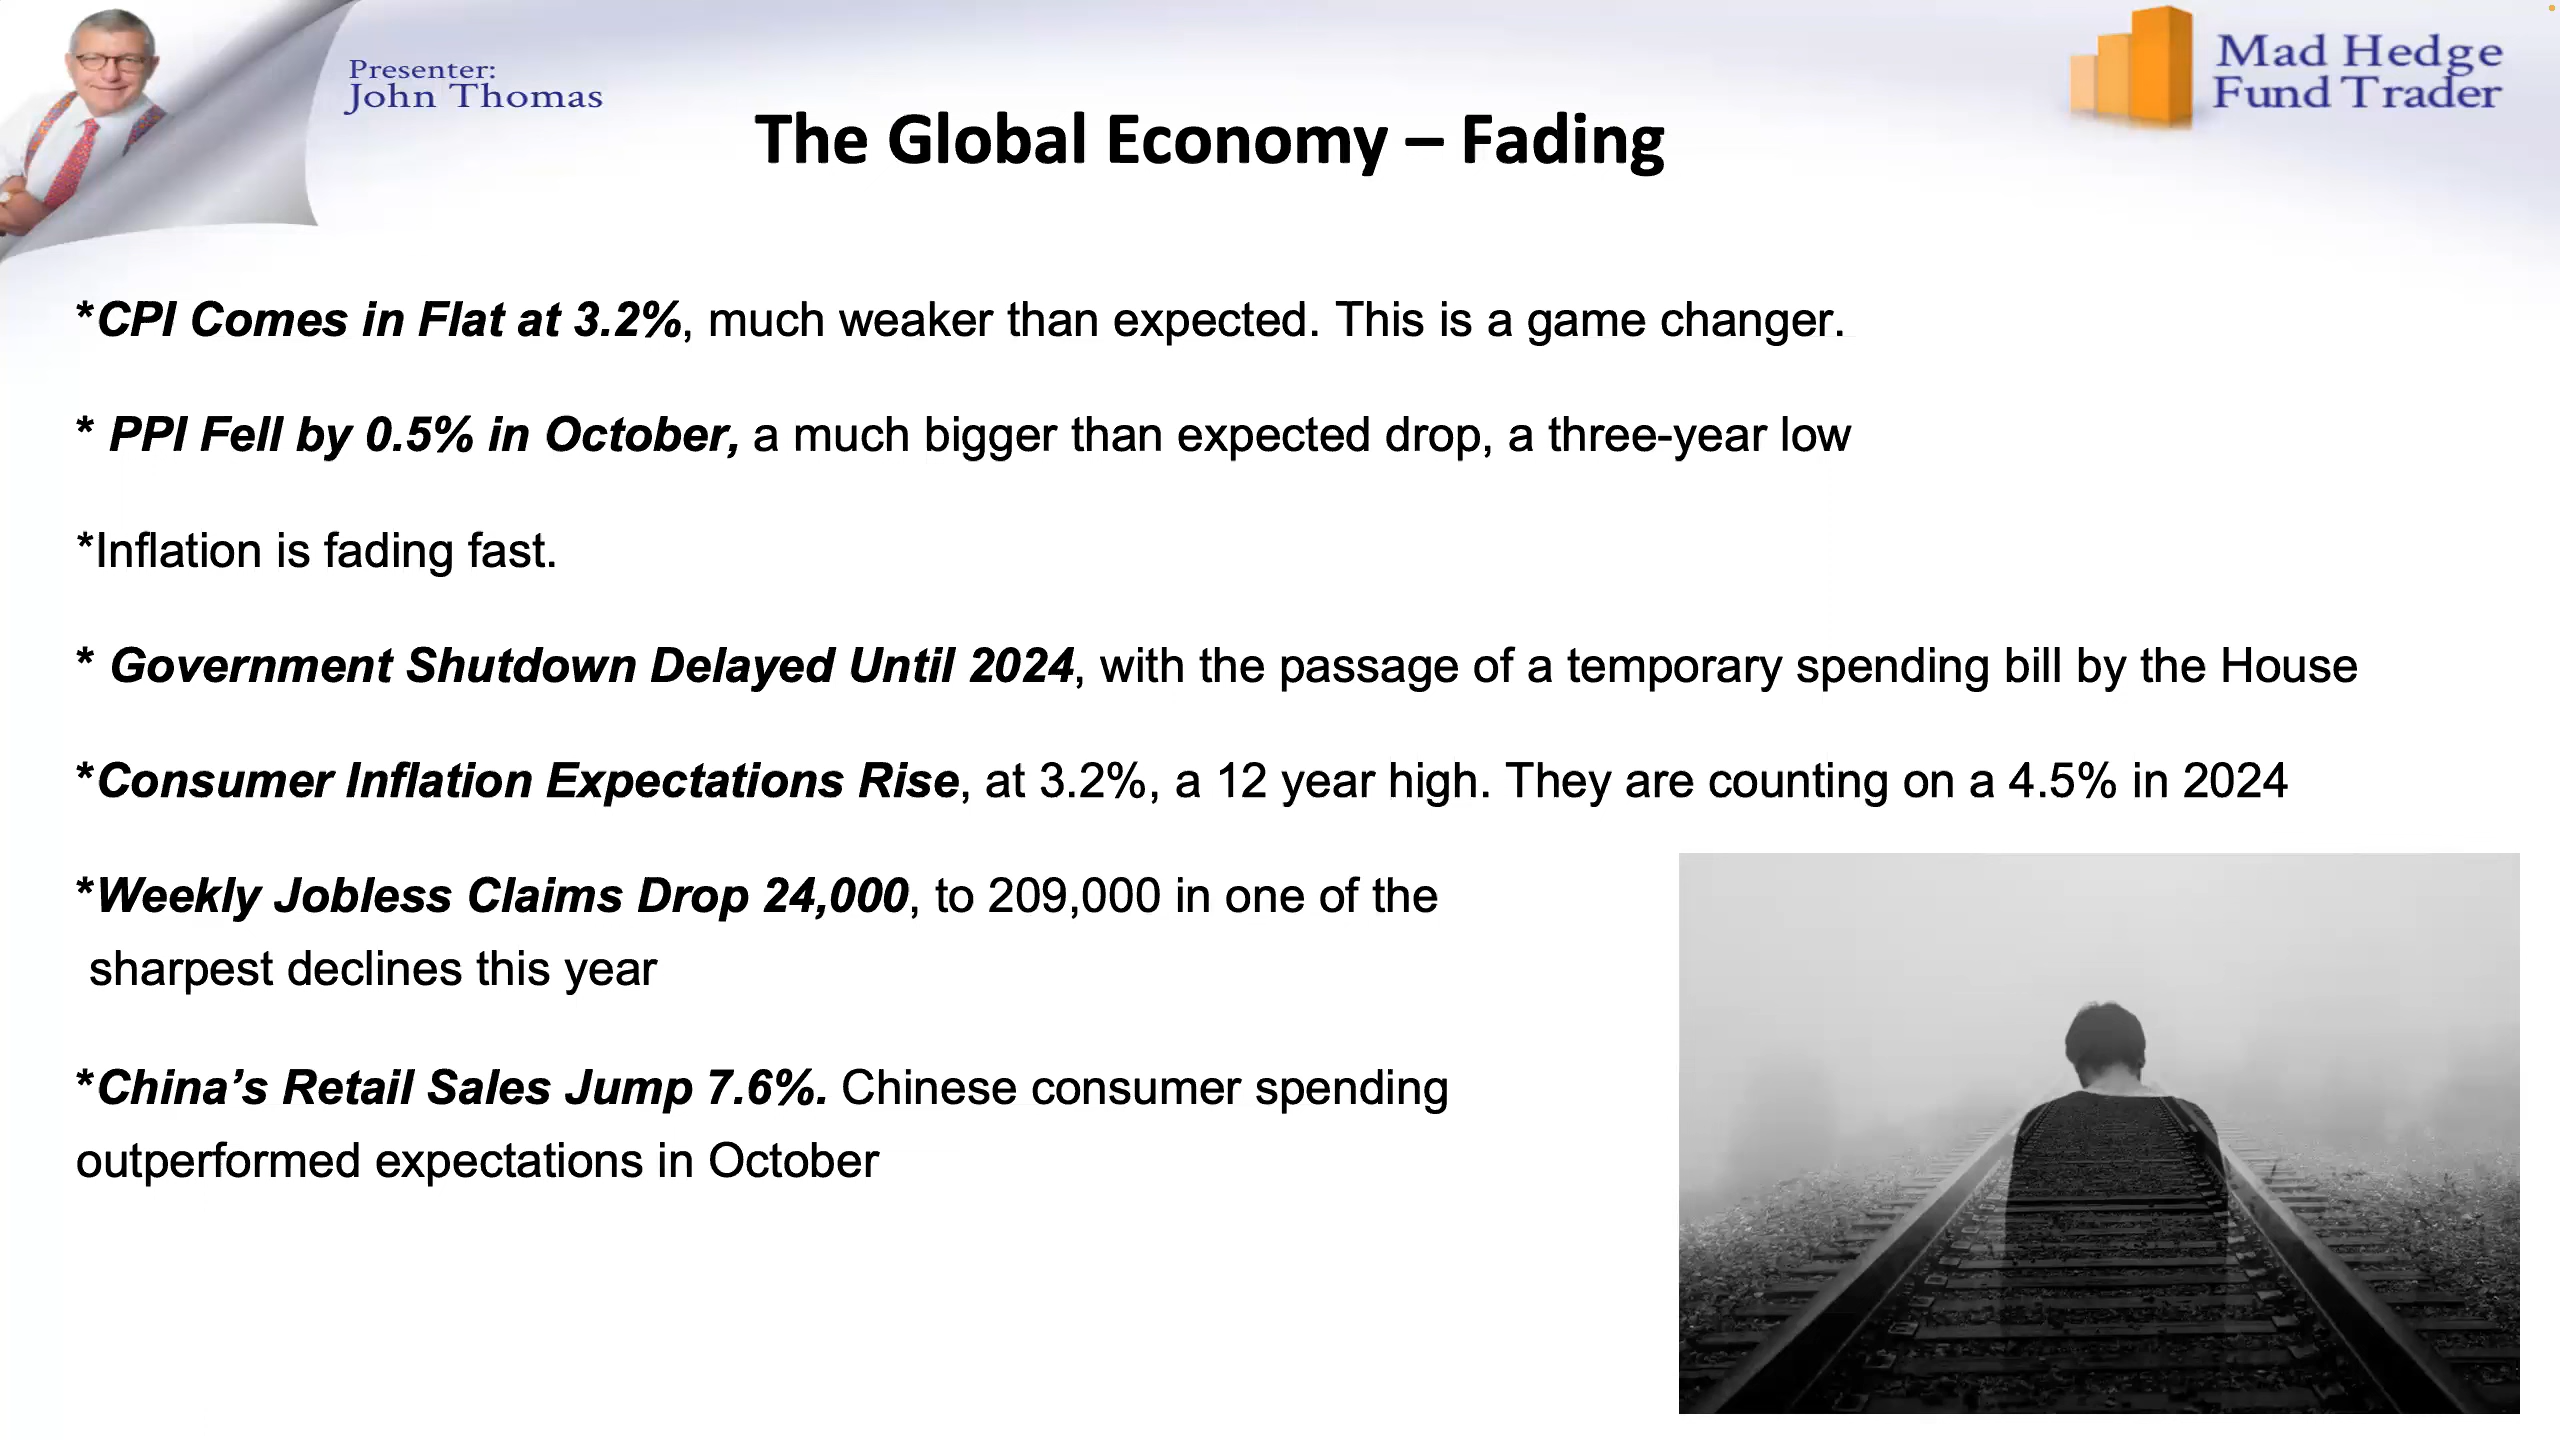 Presenter:
John Thomas
Mad Hedge
Fund Trader
The Global Economy – Fading
*CPI Comes in Flat at 3.2%, much weaker than expected. This is a game changer.
* PPI Fell by 0.5% in October, a much bigger than expected drop, a three-year low
*Inflation is fading fast.
* Government Shutdown Delayed Until 2024, with the passage of a temporary spending bill by the House
*Consumer Inflation Expectations Rise, at 3.2%, a 12 year high. They are counting on a 4.5% in 2024
*Weekly Jobless Claims Drop 24,000, to 209,000 in one of the
sharpest declines this year
*China’s Retail Sales Jump 7.6%. Chinese consumer spending
outperformed expectations in October